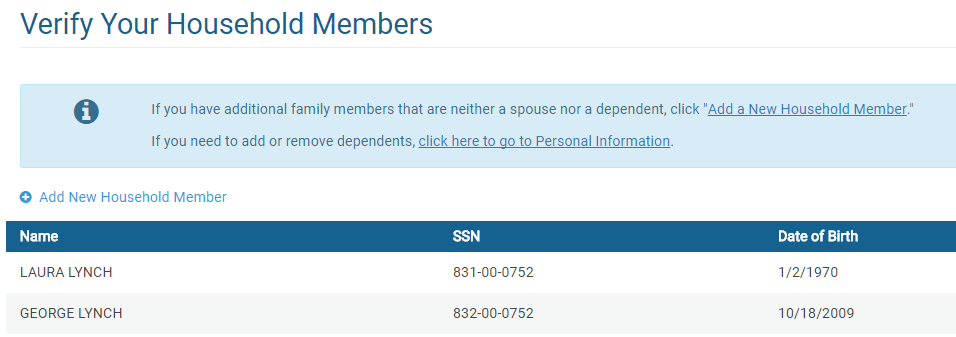 Verify Your Household Members
If you have additional family members that are neither a spouse nor a dependent, click "Add a New Household Member."
If you need to add or remove dependents, click here to go to Personal Information.
Add New Household Member
Name SSN Date of Birth
LAURA LYNCH 831-00-0752 1/2/1970
GEORGE LYNCH 832-00-0752 10/18/2009